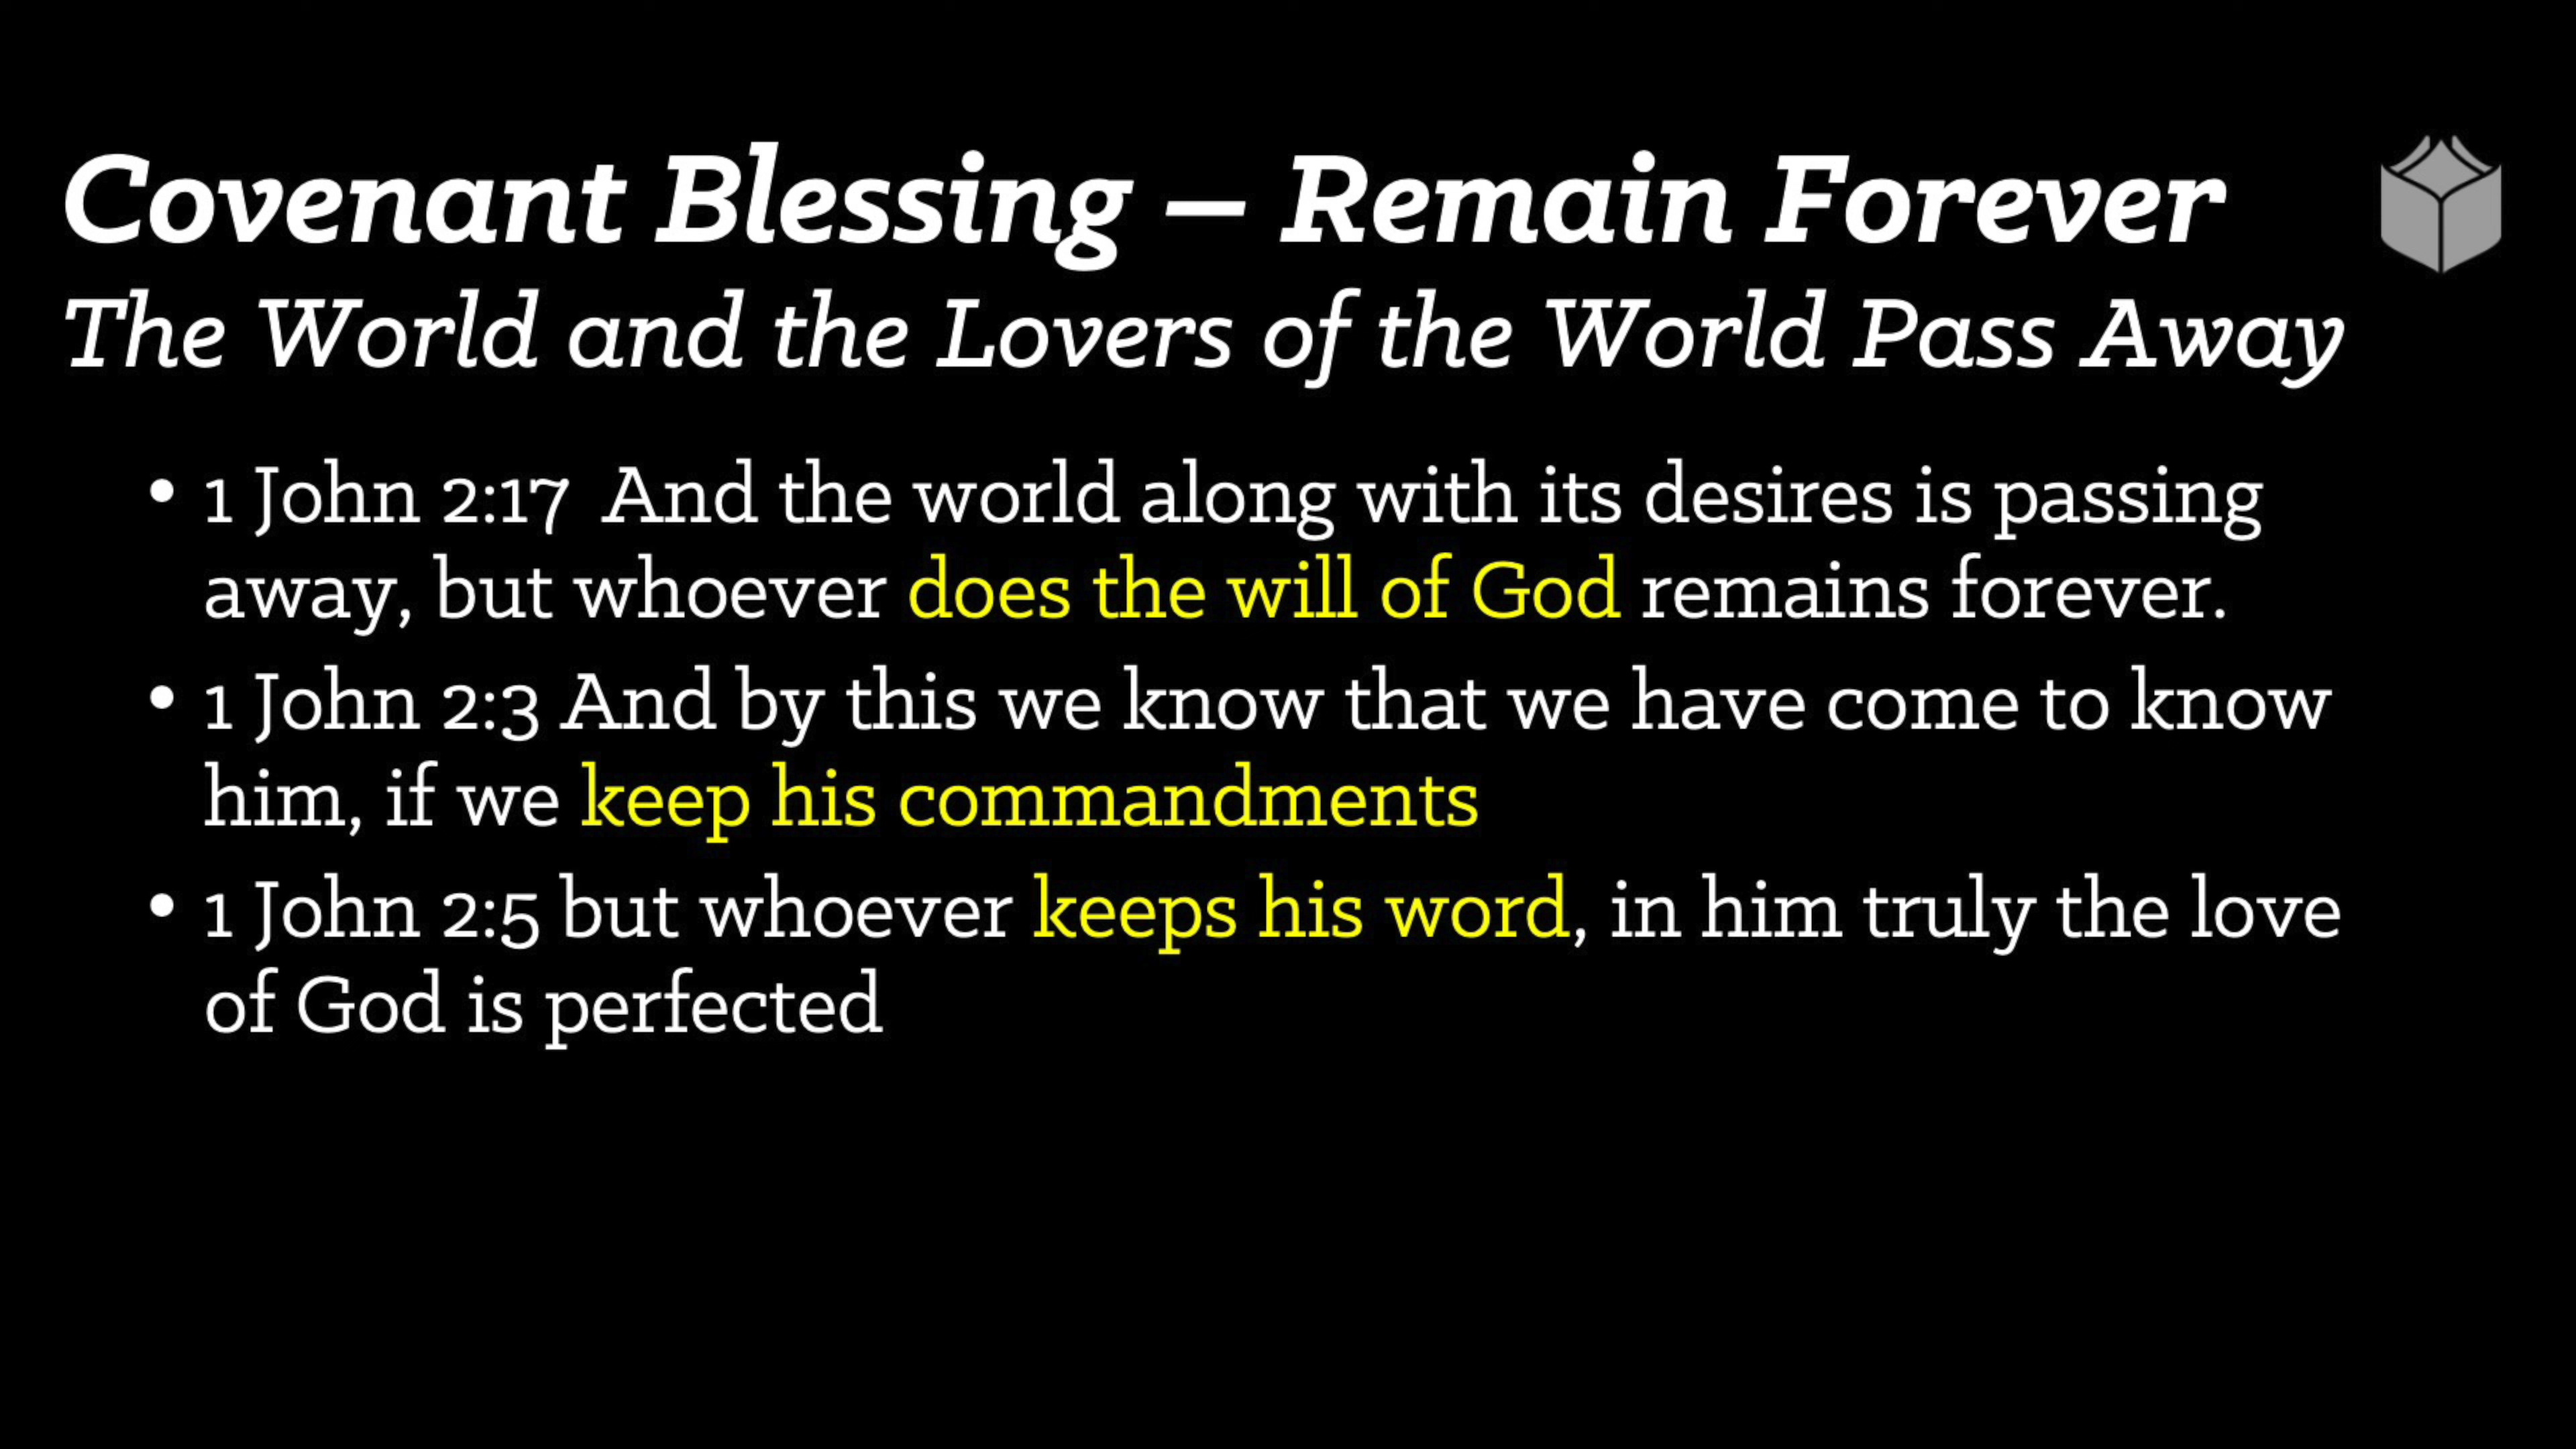 Covenant Blessing – Remain Forever
The World and the Lovers of the World Pass Away
• 1 John 2:17  And the world along with its desires is passing
away, but whoever does the will of God remains forever.
• 1 John 2:3 And by this we know that we have come to know
him, if we keep his commandments
• 1 John 2:5 but whoever keeps his word, in him truly the love
of God is perfected